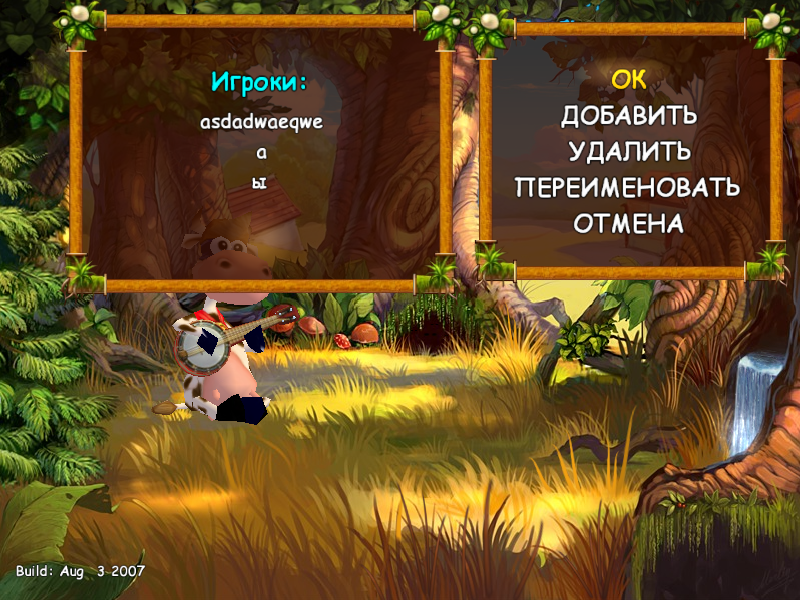 Игроки:
asdadwaeqwe
а
ы
ОК
ДОБАВИТЬ
УДАЛИТЬ
ПЕРЕИМЕНОВАТЬ
ОТМЕНА
Build: Aug  3 2007